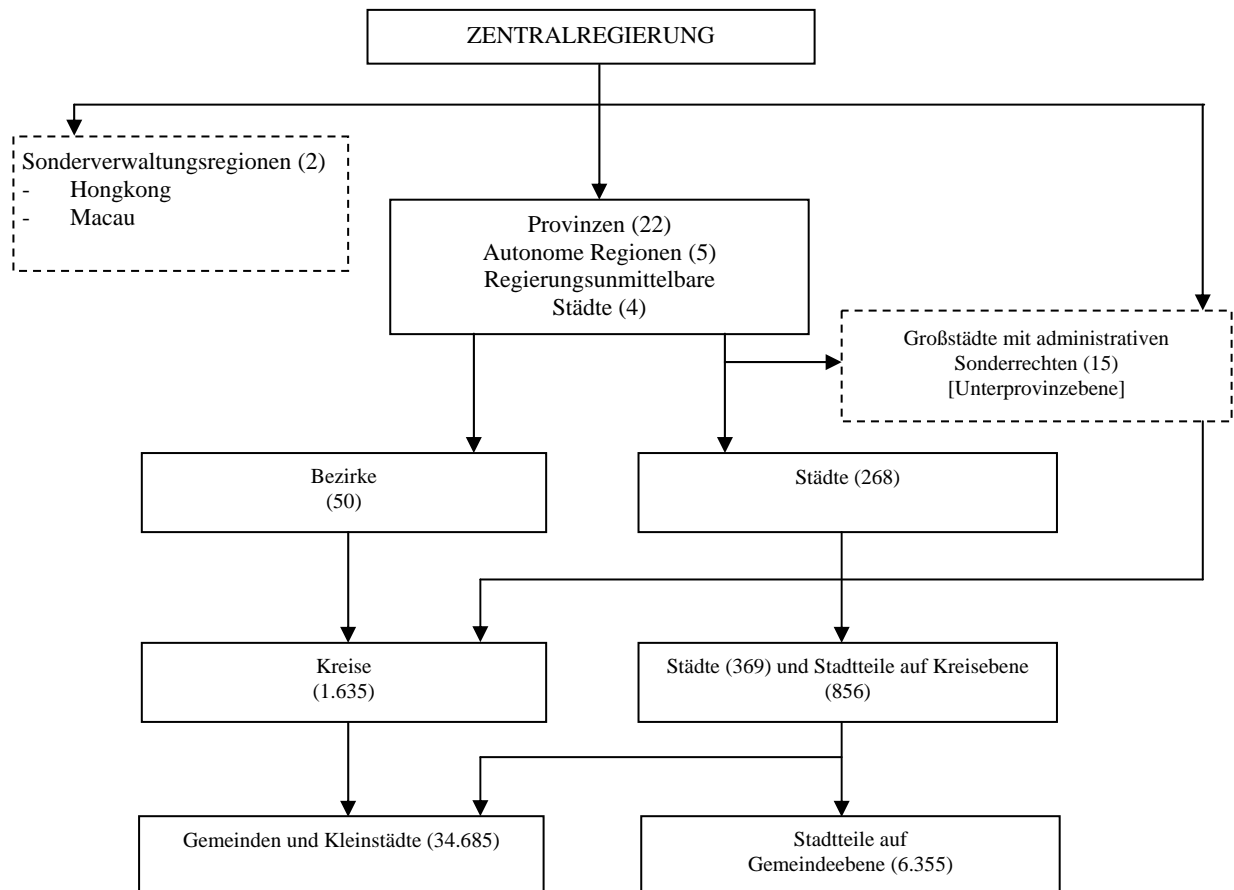 ZENTRALREGIERUNG
Sonderverwaltungsregionen (2)
- Hongkong
- Macau
Provinzen (22)
Autonome Regionen (5)
Regierungsunmittelbare
Städte (4)
Großstädte mit administrativen
Sonderrechten (15)
[Unterprovinzebene]
Bezirke
(50)
Städte (268)
Kreise
(1.635)
Städte (369) und Stadtteile auf Kreisebene
(856)
Gemeinden und Kleinstädte (34.685)
Stadtteile auf
Gemeindeebene (6.355)